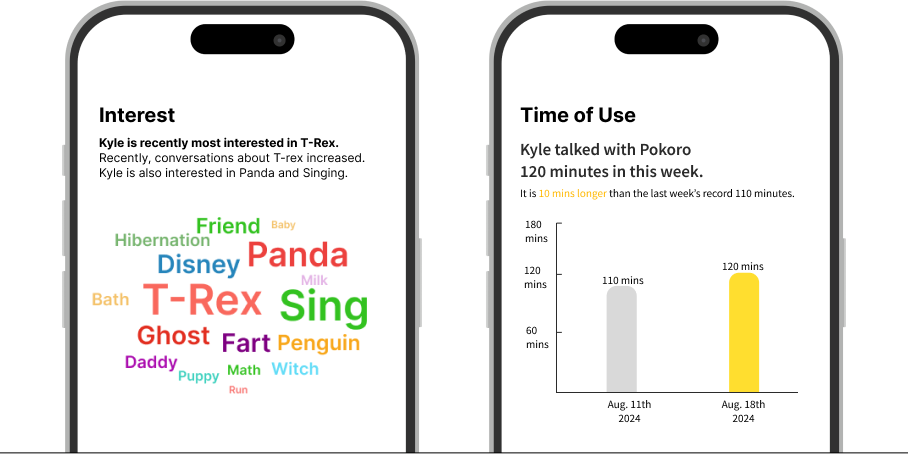 Interest
Kyle is recently most interested in T-Rex.
Recently, conversations about T-rex increased.
Kyle is also interested in Panda and Singing.
Friend
Baby
Hibernation
Disney
Panda
Milk
Bath
T-Rex
Sing
Ghost
Fart
Penguin
Daddy
Puppy
Math
Witch
Run
Time of Use
Kyle talked with Pokoro
120 minutes in this week.
It is 10 mins longer than the last week's record 110 minutes.
180
mins
120
mins
60
mins
110 mins
120 mins
Aug. 11th
2024
Aug. 18th
2024